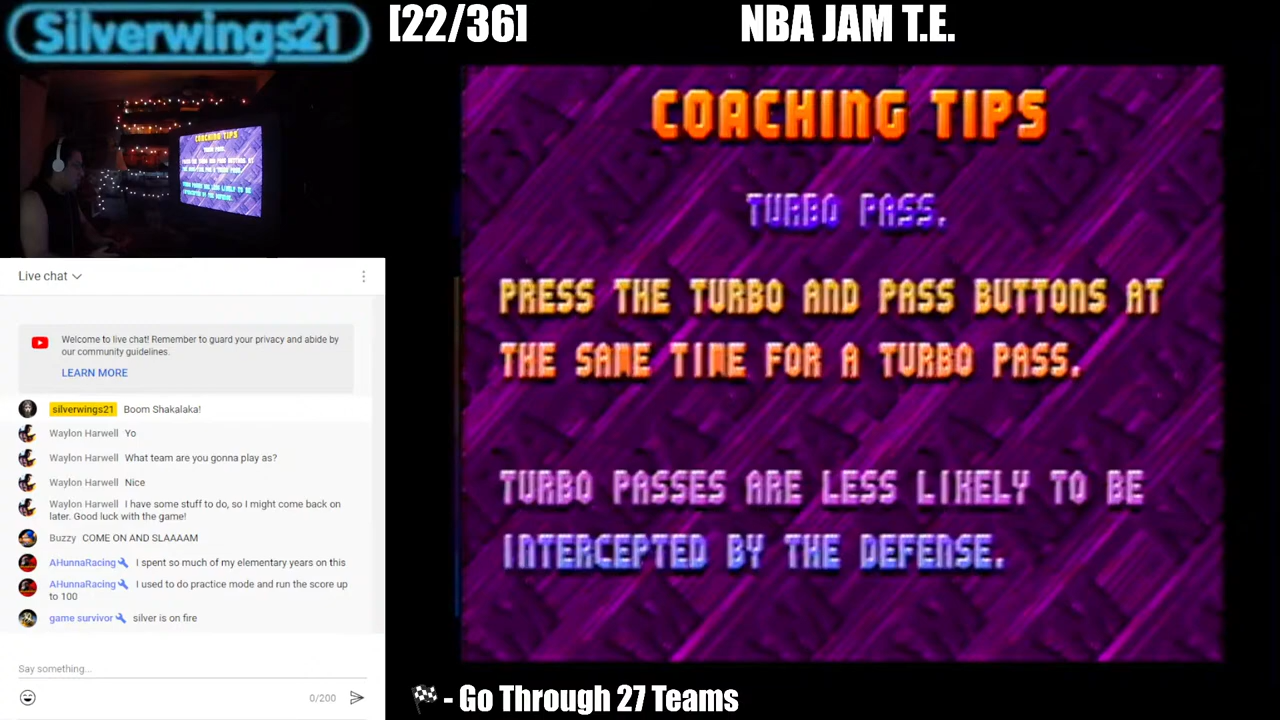 Silverwings21
[22/36]
NBA JAM T.E.
COACHING TIPS
TURBO PASS.
PRESS THE TURBO AND PASS BUTTONS AT
THE SAME TIME FOR A TURBO PASS.
TURBO PASSES ARE LESS LIKELY TO BE
INTERCEPTED BY THE DEFENSE.
Live chat
Welcome to live chat! Remember to guard your privacy and abide by
our community guidelines.
LEARN MORE
silverwings21 Boom Shakalaka!
Waylon Harwell Yo
Waylon Harwell What team are you gonna play as?
Waylon Harwell Nice
Waylon Harwell I have some stuff to do, so I might come back on
later. Good luck with the game!
Buzzy COME ON AND SLAAAAM
AHunnaRacing I spent so much of my elementary years on this
AHunnaRacing I used to do practice mode and run the score up
to 100
game survivor silver is on fire
Say something...
0/200
- Go Through 27 Teams